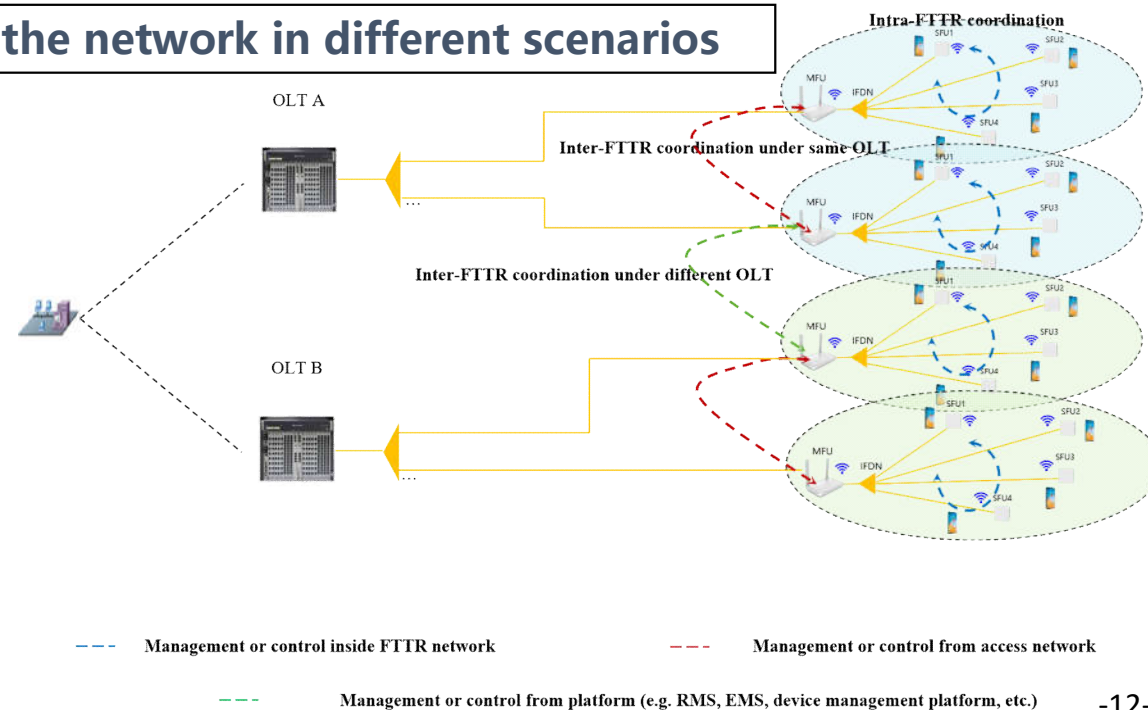 the network in different scenarios
Intra-FTTR coordination
OLT A
SFU1
SFU2
MFU
IFDN
SFU3
SFU4
Inter-FTTR coordination under same OLT
...
SFU1
SFU2
MFU
IFDN
SFU3
SFU4
Inter-FTTR coordination under different OLT
SFU1
SFU2
MFU
IFDN
SFU3
SFU4
OLT B
SFU1
SFU2
MFU
IFDN
SFU3
SFU4
...
Management or control inside FTTR network
Management or control from access network
Management or control from platform (e.g. RMS, EMS, device management platform, etc.)
-12-